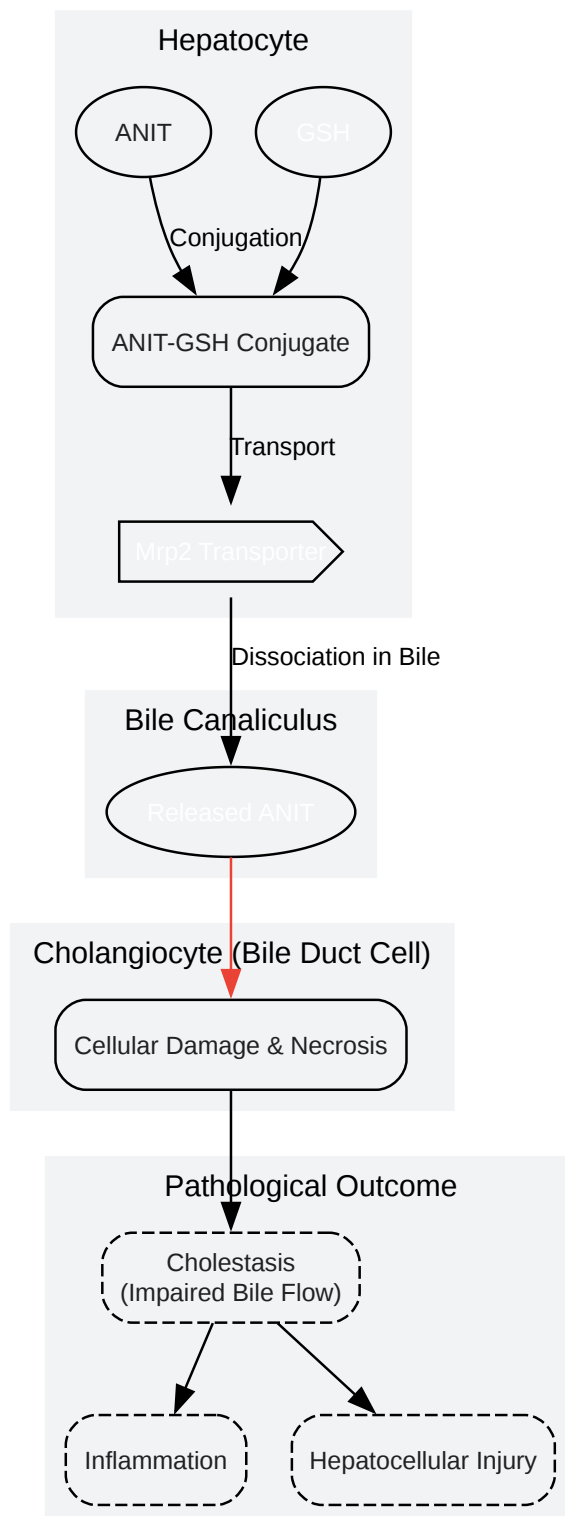 Hepatocyte
ANIT
GSH
Conjugation
ANIT-GSH Conjugate
Transport
Mrp2 Transporter
Dissociation in Bile
Bile Canaliculus
Released ANIT
Cholangiocyte (Bile Duct Cell)
Cellular Damage & Necrosis
Pathological Outcome
Cholestasis
(Impaired Bile Flow)
Inflammation
Hepatocellular Injury